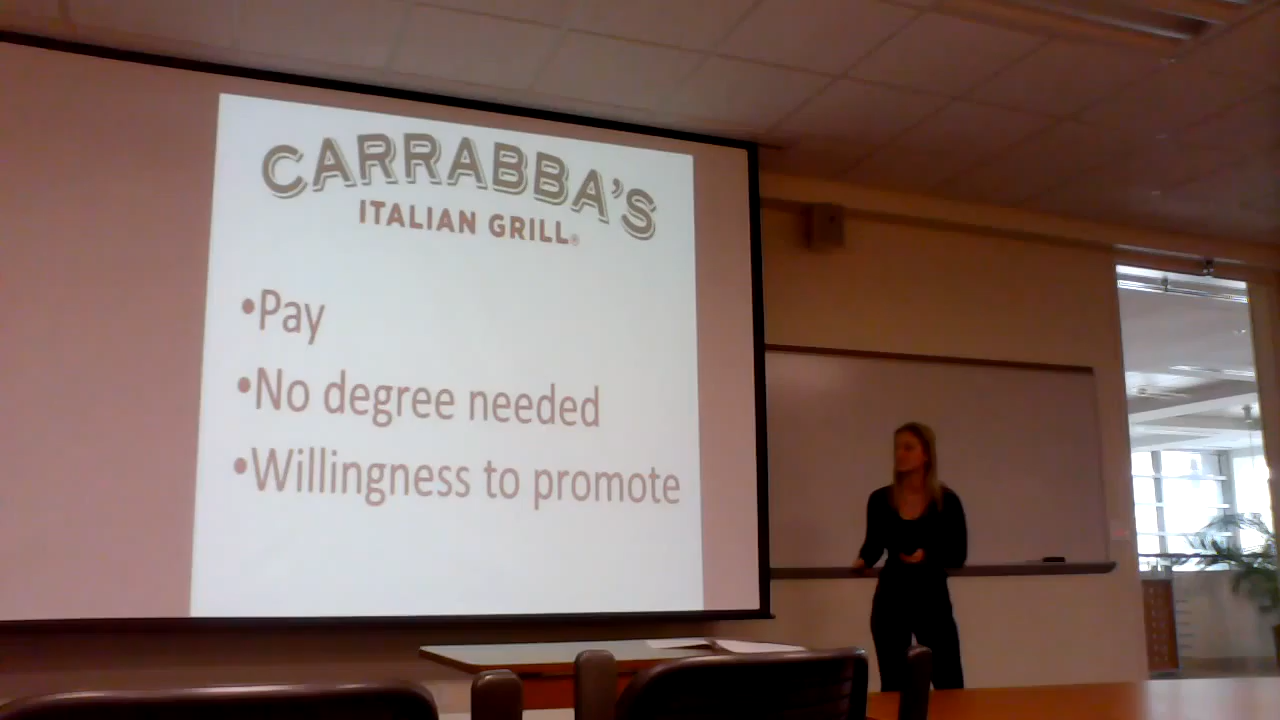 CARRABBA'S
ITALIAN GRILL®
•Pay
•No degree needed
•Willingness to promote